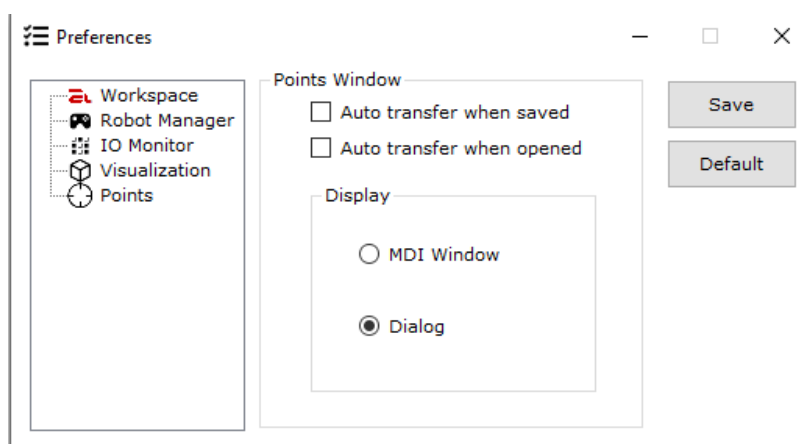 Preferences
Workspace
Robot Manager
IO Monitor
Visualization
Points
Points Window
Auto transfer when saved
Auto transfer when opened
Display
MDI Window
Dialog
Save
Default